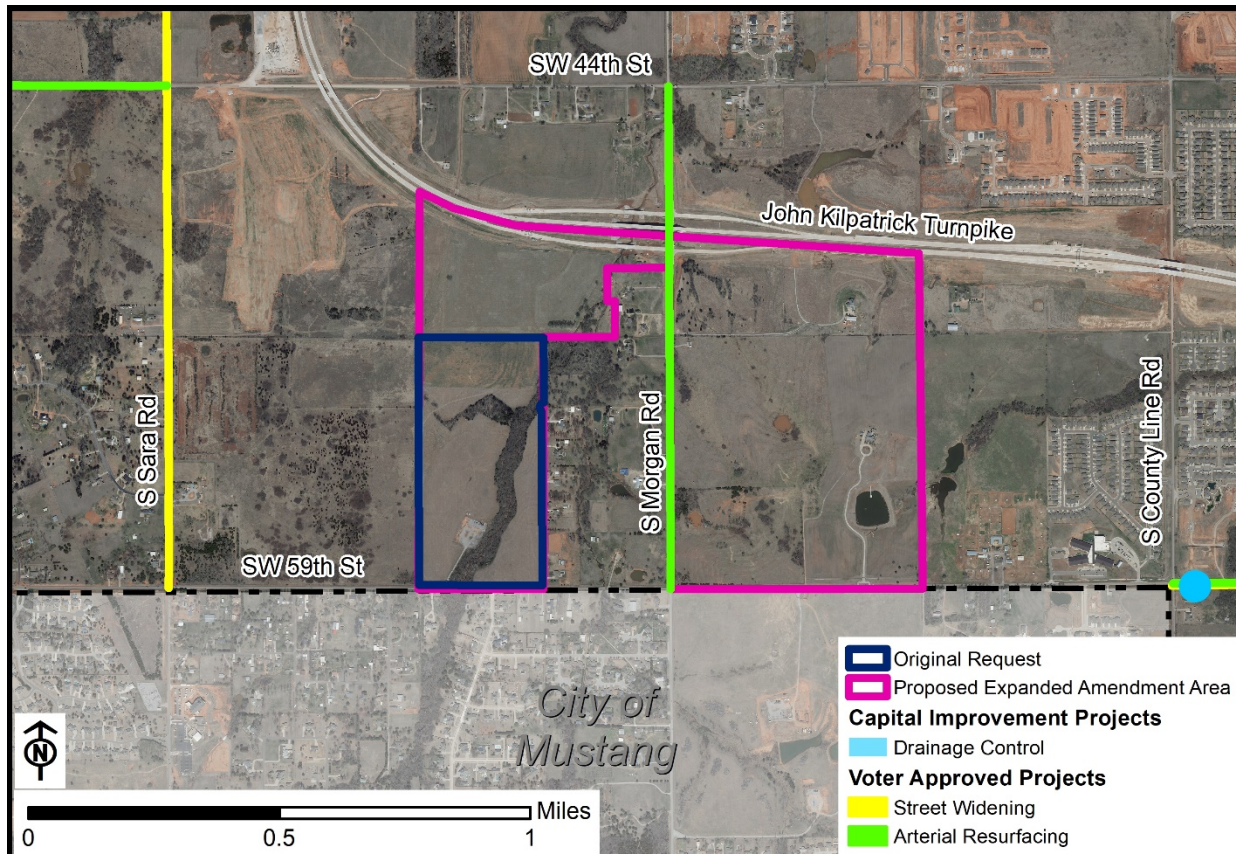 SW 44th St
John Kilpatrick Turnpike
S Sara Rd
S Morgan Rd
S County Line Rd
SW 59th St
City of
Mustang
N
Miles
0
0.5
1
Original Request
Proposed Expanded Amendment Area
Capital Improvement Projects
Drainage Control
Voter Approved Projects
Street Widening
Arterial Resurfacing